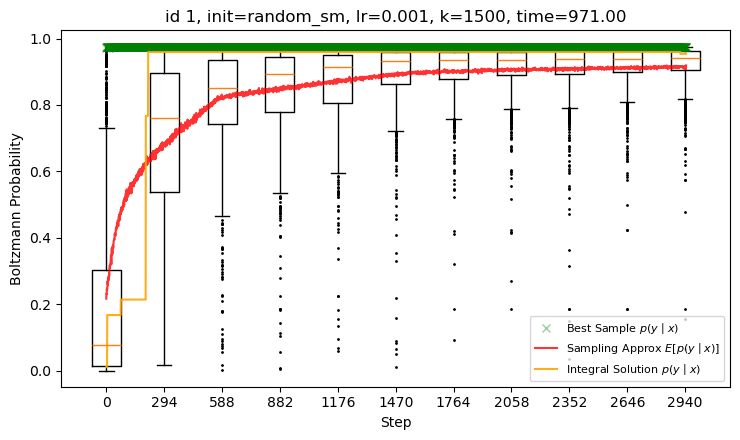 id 1, init=random_sm, lr=0.001, k=1500, time=971.00
Boltzmann Probability
1.0
0.8
0.6
0.4
0.2
0.0
0 294 588 882 1176 1470 1764 2058 2352 2646 2940
Step
Best Sample p(y | x)
Sampling Approx E[p(y | x)]
Integral Solution p(y | x)